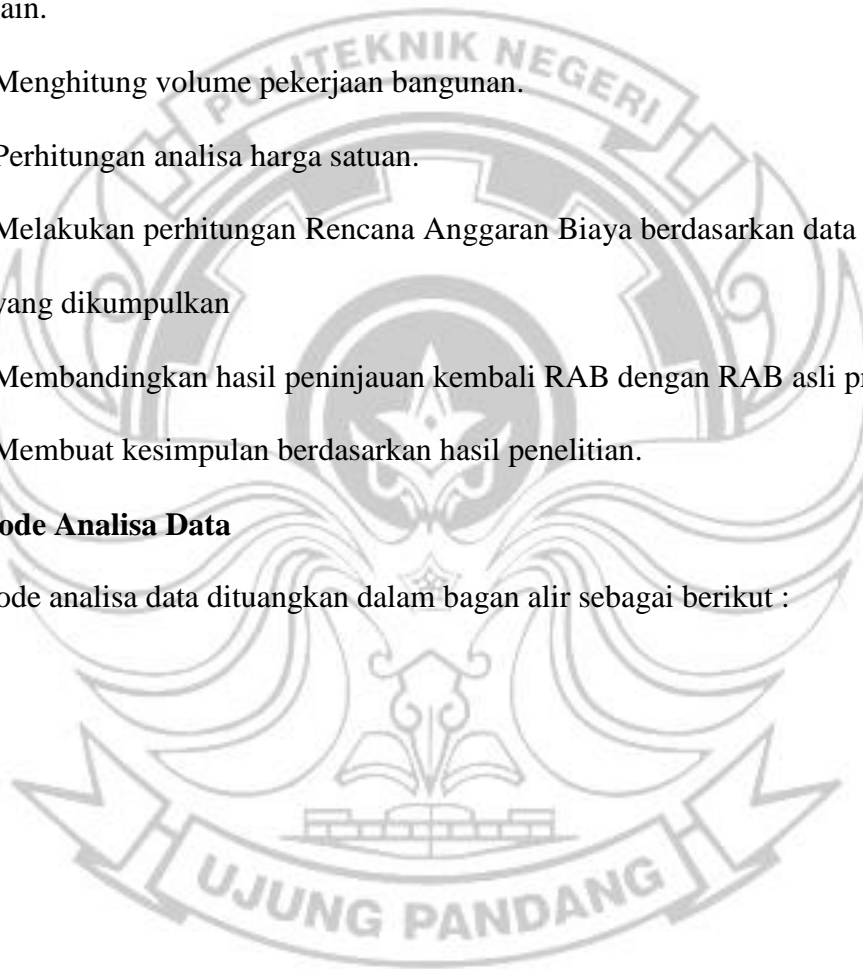 ain.
POLITEKNIK NEGERI
Menghitung volume pekerjaan bangunan.
Perhitungan analisa harga satuan.
Melakukan perhitungan Rencana Anggaran Biaya berdasarkan data
yang dikumpulkan
Membandingkan hasil peninjauan kembali RAB dengan RAB asli pr
Membuat kesimpulan berdasarkan hasil penelitian.
ode Analisa Data
ode analisa data dituangkan dalam bagan alir sebagai berikut :
UJUNG PANDANG